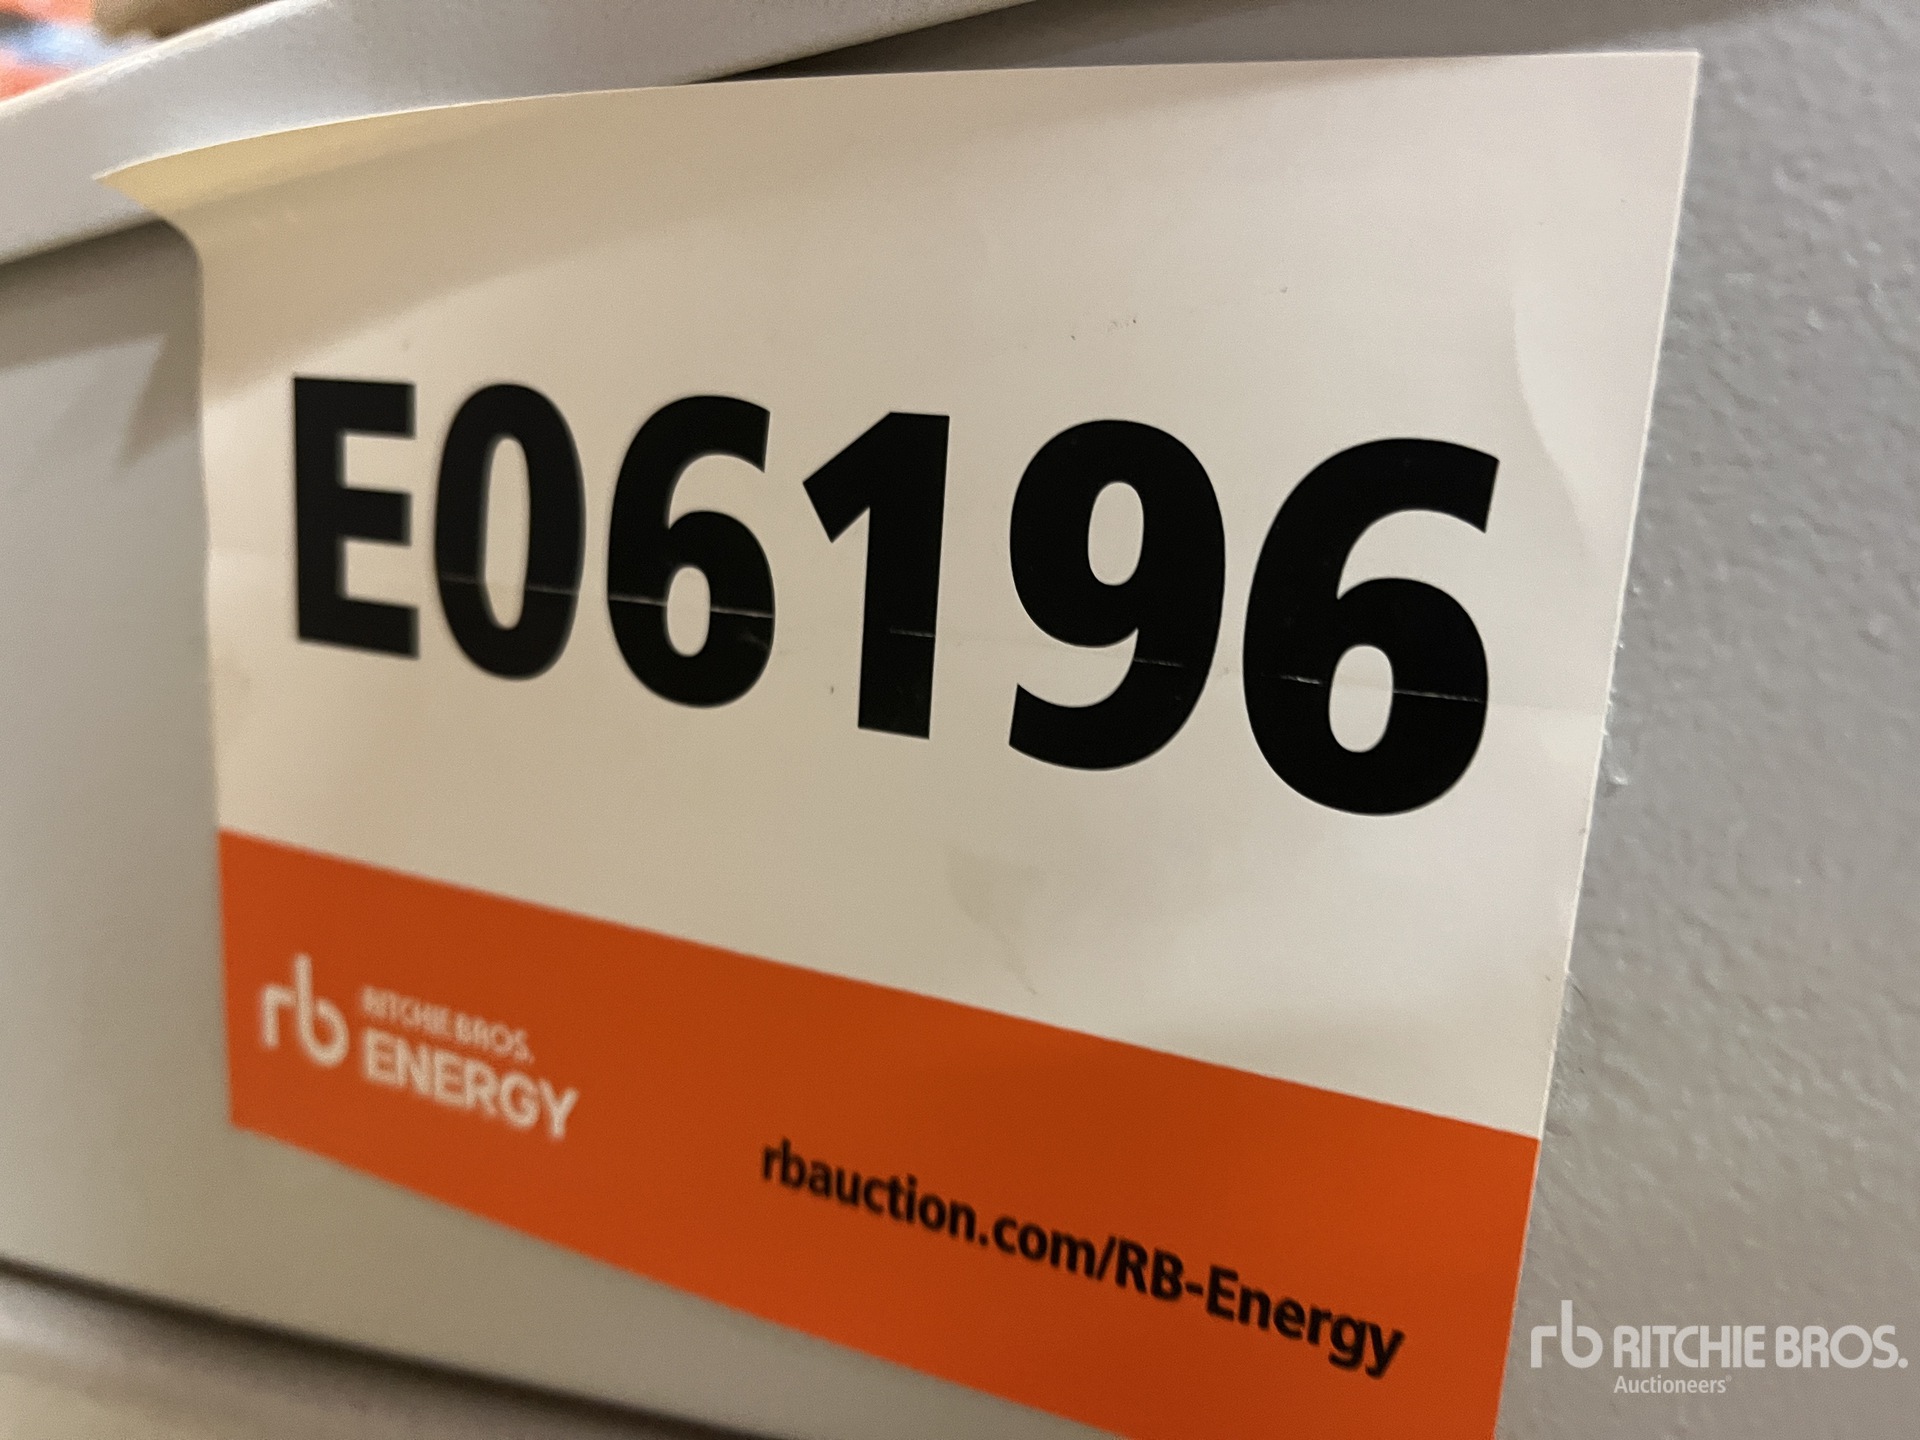 E06196
rb RITCHIE BROS.
ENERGY
rbauction.com/RB-Energy
rb RITCHIE BROS.
Auctioneers®